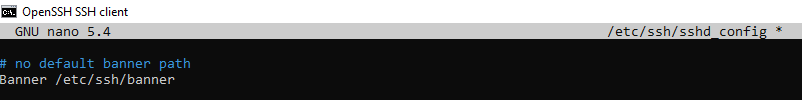 OpenSSH SSH client
GNU nano 5.4 /etc/ssh/sshd_config *
# no default banner path
Banner /etc/ssh/banner